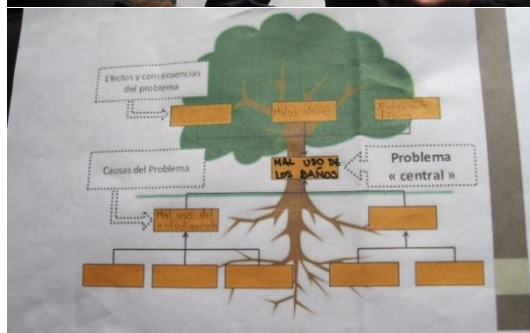 Efectos y consecuencias
del problema
Malos olores
MAL USO DE
LOS BAÑOS
Problema
« central »
Causas del Problema
Mal uso del
estudiante